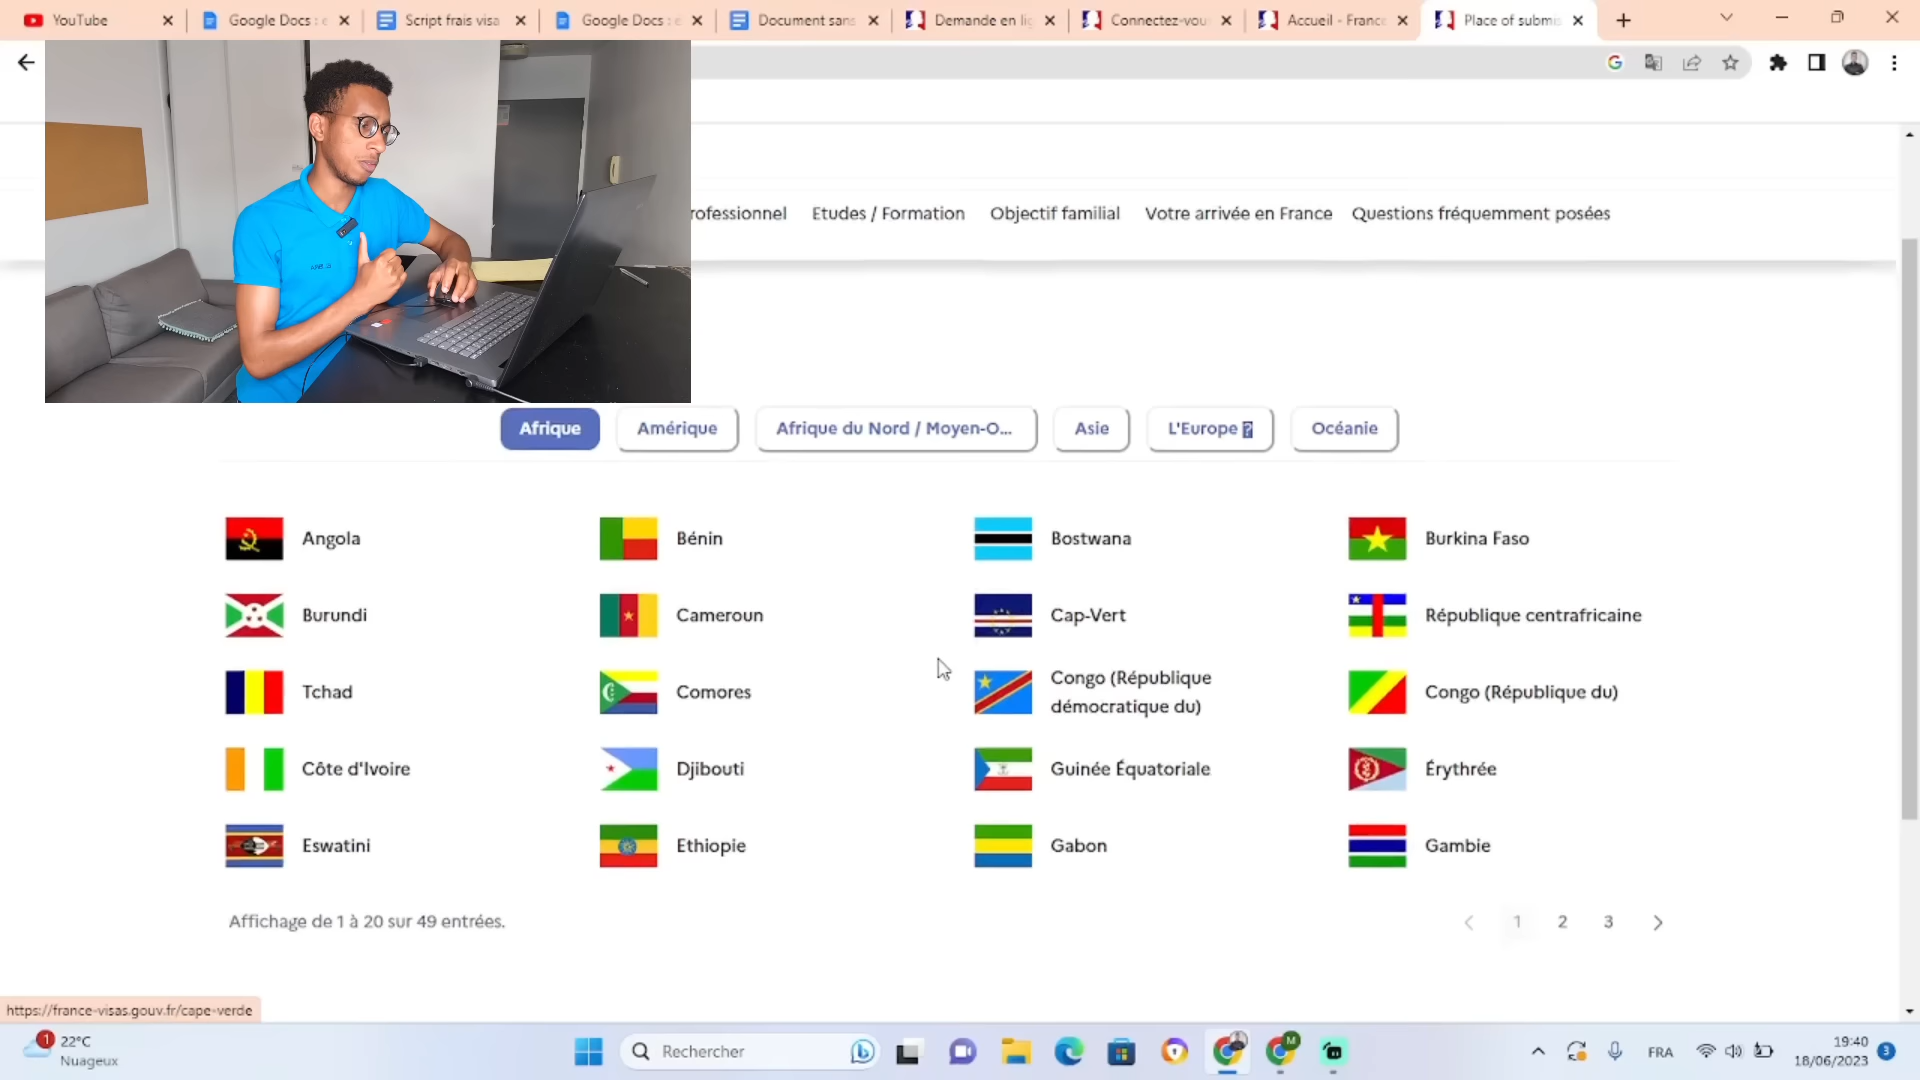 YouTube
Google Docs : e
Script frais visa
Google Docs : e
Document sans
Demande en lig
Connectez-vou
Accueil - France
Place of submis
rofessionnel
Etudes / Formation
Objectif familial
Votre arrivée en France
Questions fréquemment posées
Afrique
Amérique
Afrique du Nord / Moyen-O...
Asie
L'Europe
Océanie
Angola
Bénin
Bostwana
Burkina Faso
Burundi
Cameroun
Cap-Vert
République centrafricaine
Tchad
Comores
Congo (République
démocratique du)
Congo (République du)
Côte d'Ivoire
Djibouti
Guinée Équatoriale
Érythrée
Eswatini
Ethiopie
Gabon
Gambie
Affichage de 1 à 20 sur 49 entrées.
1 2 3
https://france-visas.gouv.fr/cape-verde
1
22°C
Nuageux
Rechercher
M
FRA
19:40
18/06/2023
3